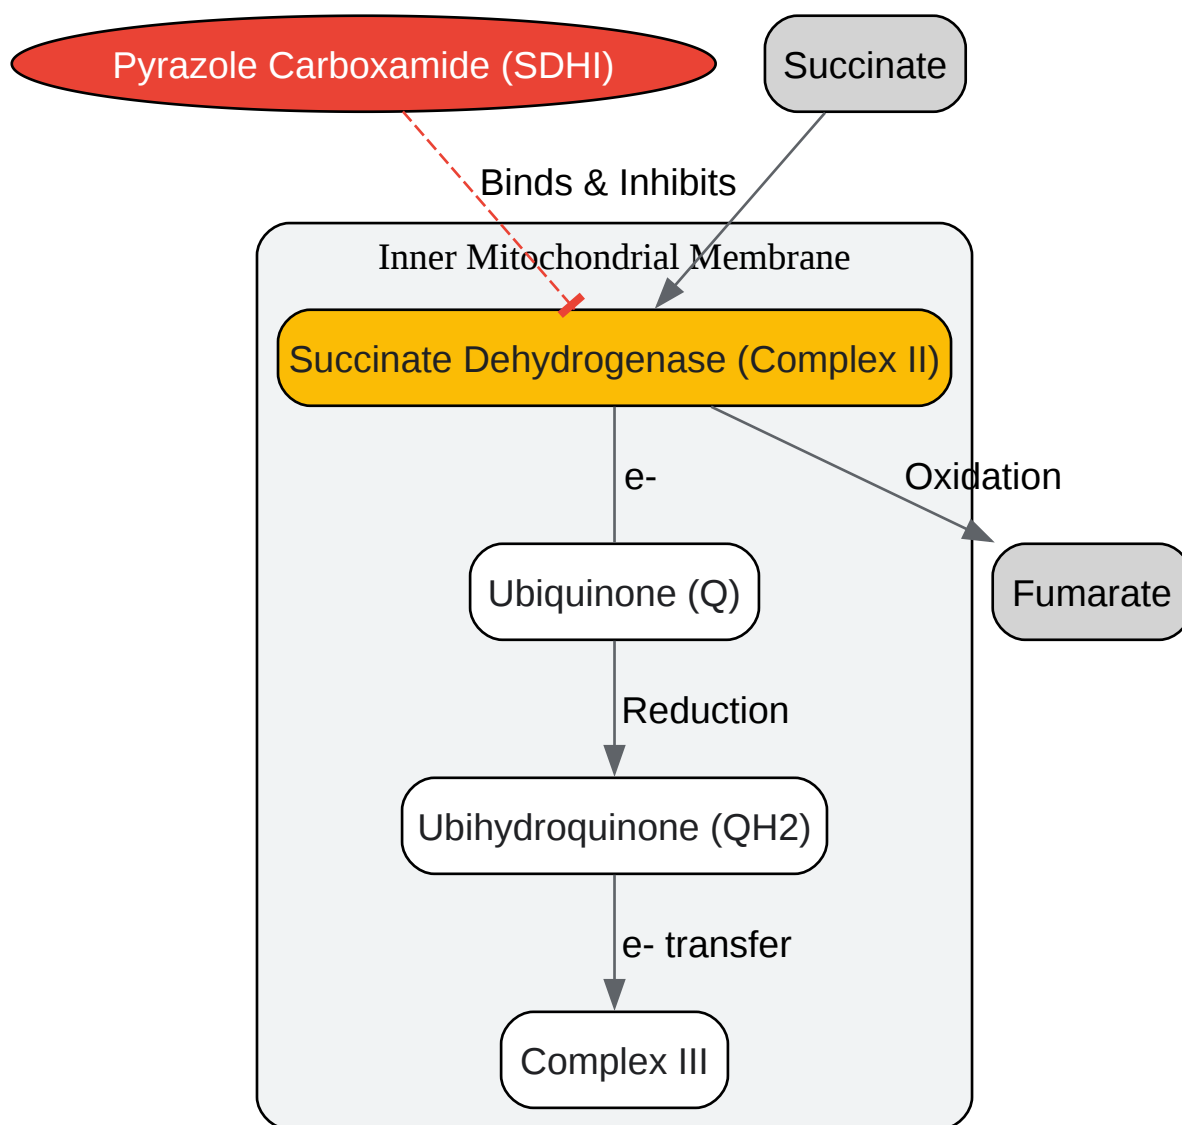 Pyrazole Carboxamide (SDHI)
Succinate
Binds & Inhibits
Inner Mitochondrial Membrane
Succinate Dehydrogenase (Complex II)
e-
Oxidation
Ubiquinone (Q)
Fumarate
Reduction
Ubihydroquinone (QH2)
e- transfer
Complex III